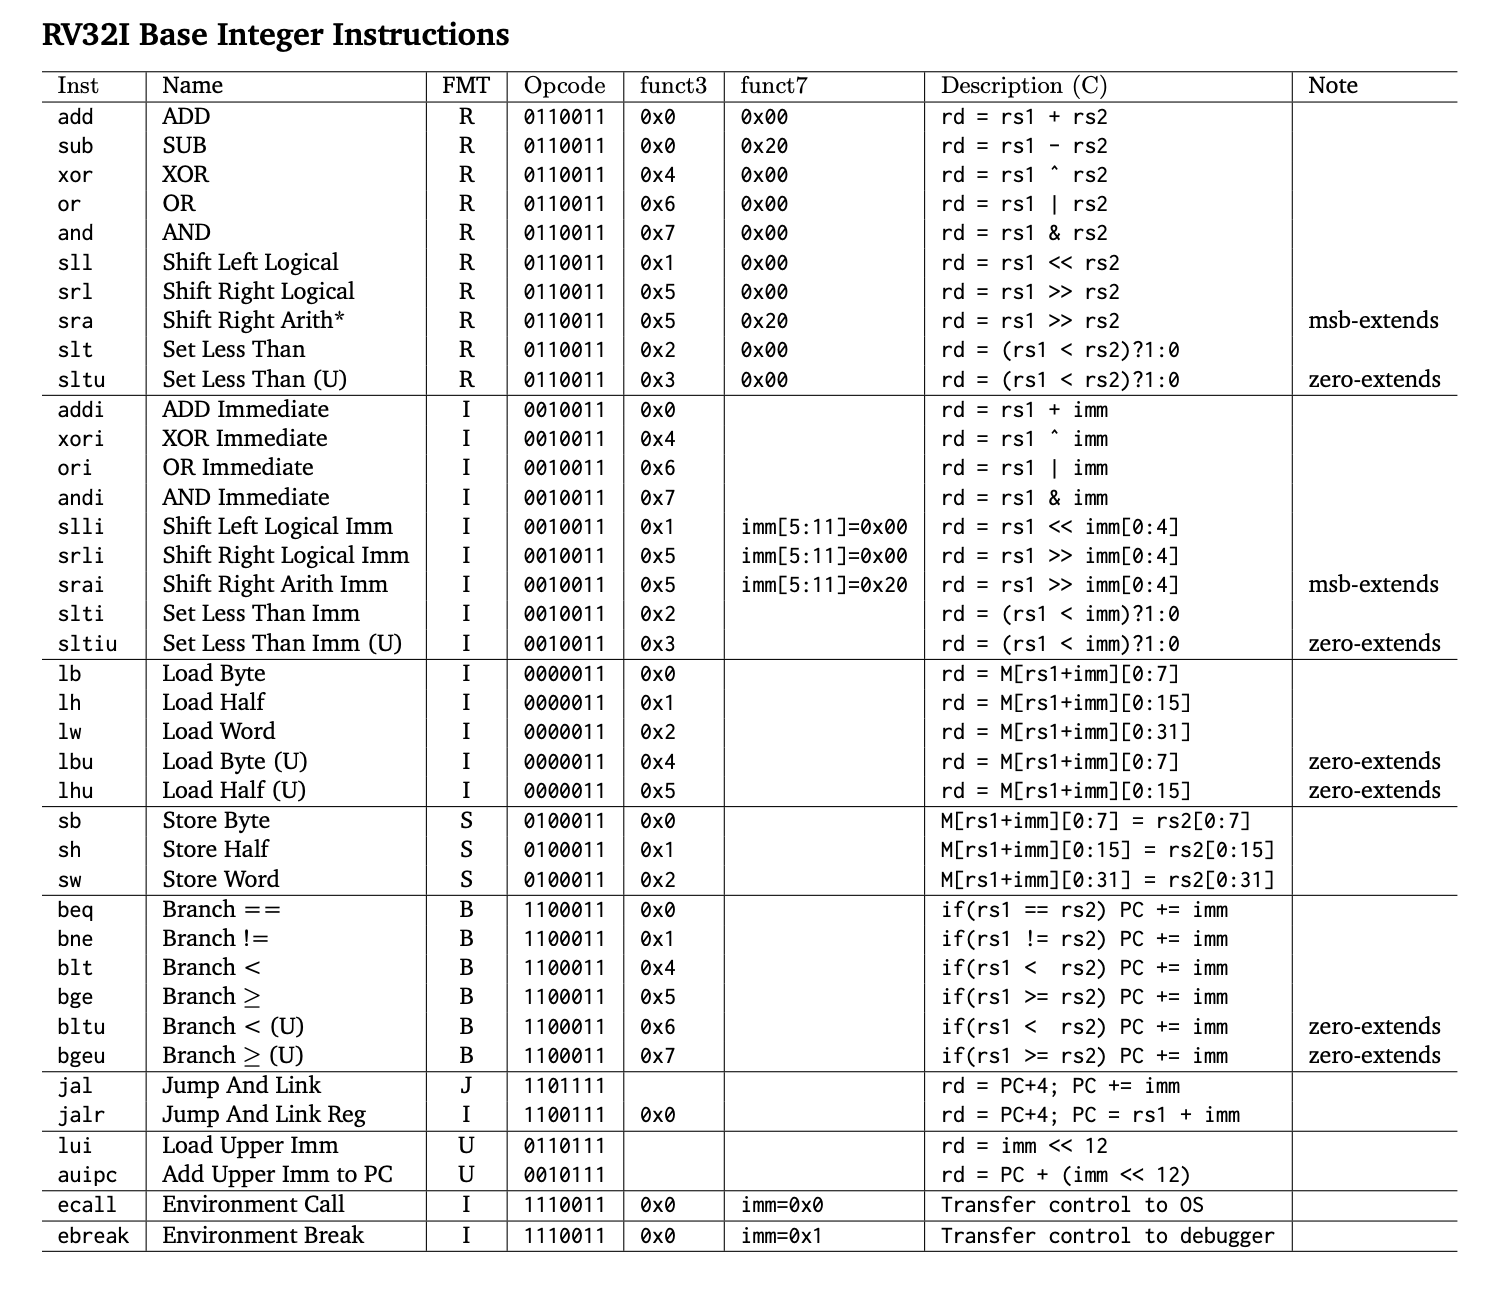 RV32I Base Integer Instructions
Inst Name FMT Opcode funct3 funct7 Description (C) Note
add ADD R 0110011 0x0 0x00 rd = rs1 + rs2
sub SUB R 0110011 0x0 0x20 rd = rs1 - rs2
xor XOR R 0110011 0x4 0x00 rd = rs1 ^ rs2
or OR R 0110011 0x6 0x00 rd = rs1 | rs2
and AND R 0110011 0x7 0x00 rd = rs1 & rs2
sll Shift Left Logical R 0110011 0x1 0x00 rd = rs1 << rs2
srl Shift Right Logical R 0110011 0x5 0x00 rd = rs1 >> rs2
sra Shift Right Arith* R 0110011 0x5 0x20 rd = rs1 >> rs2 msb-extends
slt Set Less Than R 0110011 0x2 0x00 rd = (rs1 < rs2)?1:0
sltu Set Less Than (U) R 0110011 0x3 0x00 rd = (rs1 < rs2)?1:0 zero-extends
addi ADD Immediate I 0010011 0x0 rd = rs1 + imm
xori XOR Immediate I 0010011 0x4 rd = rs1 ^ imm
ori OR Immediate I 0010011 0x6 rd = rs1 | imm
andi AND Immediate I 0010011 0x7 rd = rs1 & imm
slli Shift Left Logical Imm I 0010011 0x1 imm[5:11]=0x00 rd = rs1 << imm[0:4]
srli Shift Right Logical Imm I 0010011 0x5 imm[5:11]=0x00 rd = rs1 >> imm[0:4]
srai Shift Right Arith Imm I 0010011 0x5 imm[5:11]=0x20 rd = rs1 >> imm[0:4] msb-extends
slti Set Less Than Imm I 0010011 0x2 rd = (rs1 < imm)?1:0
sltiu Set Less Than Imm (U) I 0010011 0x3 rd = (rs1 < imm)?1:0 zero-extends
lb Load Byte I 0000011 0x0 rd = M[rs1+imm][0:7]
lh Load Half I 0000011 0x1 rd = M[rs1+imm][0:15]
lw Load Word I 0000011 0x2 rd = M[rs1+imm][0:31]
lbu Load Byte (U) I 0000011 0x4 rd = M[rs1+imm][0:7] zero-extends
lhu Load Half (U) I 0000011 0x5 rd = M[rs1+imm][0:15] zero-extends
sb Store Byte S 0100011 0x0 M[rs1+imm][0:7] = rs2[0:7]
sh Store Half S 0100011 0x1 M[rs1+imm][0:15] = rs2[0:15]
sw Store Word S 0100011 0x2 M[rs1+imm][0:31] = rs2[0:31]
beq Branch == B 1100011 0x0 if(rs1 == rs2) PC += imm
bne Branch != B 1100011 0x1 if(rs1 != rs2) PC += imm
blt Branch < B 1100011 0x4 if(rs1 < rs2) PC += imm
bge Branch ≥ B 1100011 0x5 if(rs1 >= rs2) PC += imm
bltu Branch < (U) B 1100011 0x6 if(rs1 < rs2) PC += imm zero-extends
bgeu Branch ≥ (U) B 1100011 0x7 if(rs1 >= rs2) PC += imm zero-extends
jal Jump And Link J 1101111 rd = PC+4; PC += imm
jalr Jump And Link Reg I 1100111 0x0 rd = PC+4; PC = rs1 + imm
lui Load Upper Imm U 0110111 rd = imm << 12
auipc Add Upper Imm to PC U 0010111 rd = PC + (imm << 12)
ecall Environment Call I 1110011 0x0 imm=0x0 Transfer control to OS
ebreak Environment Break I 1110011 0x0 imm=0x1 Transfer control to debugger